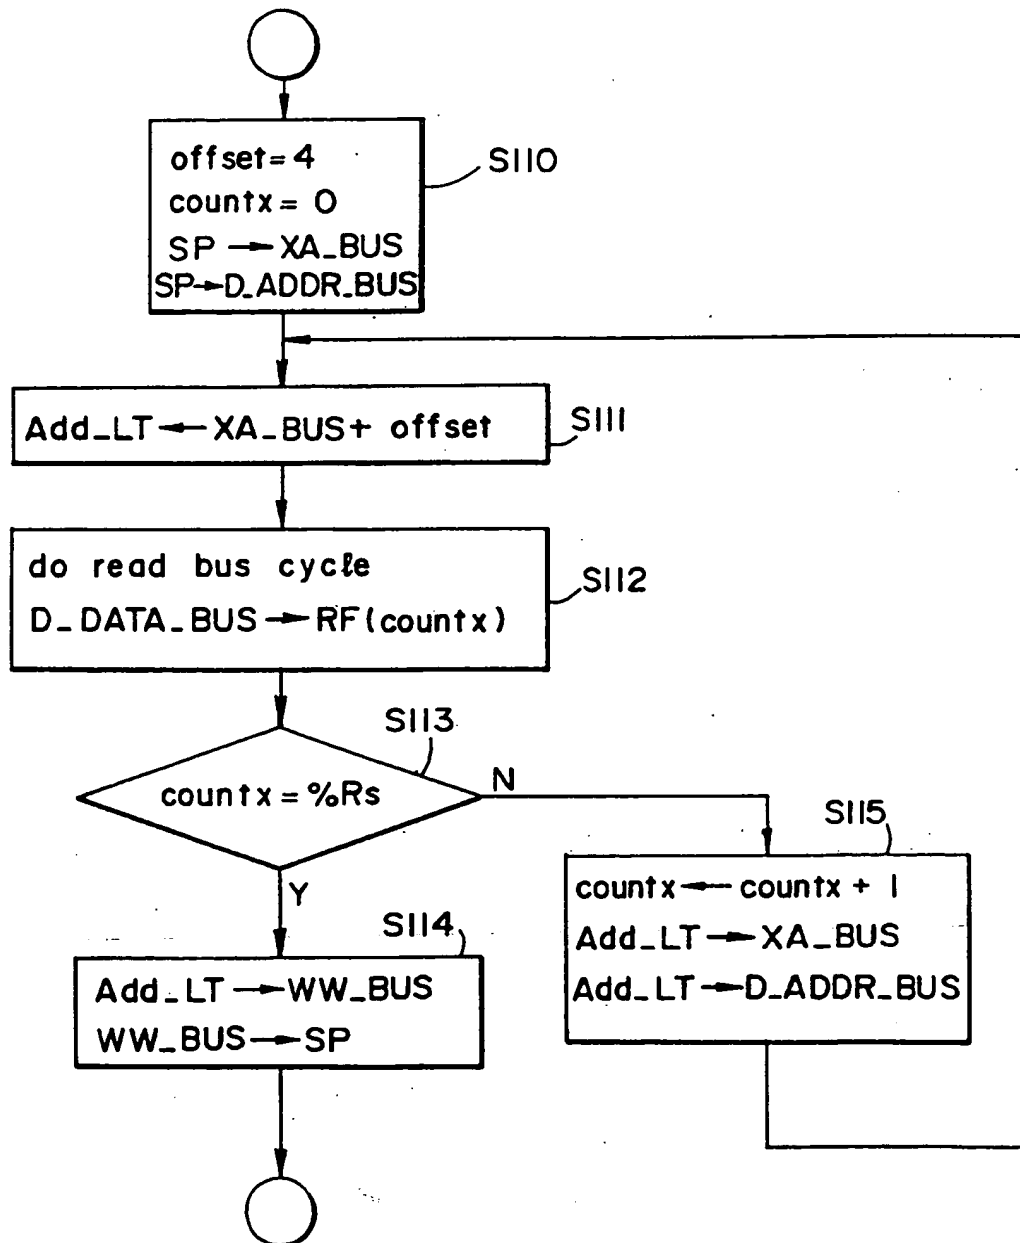 offset=4
countx=0
SP→XA_BUS
SP→D_ADDR_BUS
S110
Add_LT←XA_BUS+ offset
S111
do read bus cycle
D_DATA_BUS→RF(countx)
S112
countx=%Rs
S113
N
Y
countx←countx+1
Add_LT→XA_BUS
Add_LT→D_ADDR_BUS
S115
Add_LT→WW_BUS
WW_BUS→SP
S114